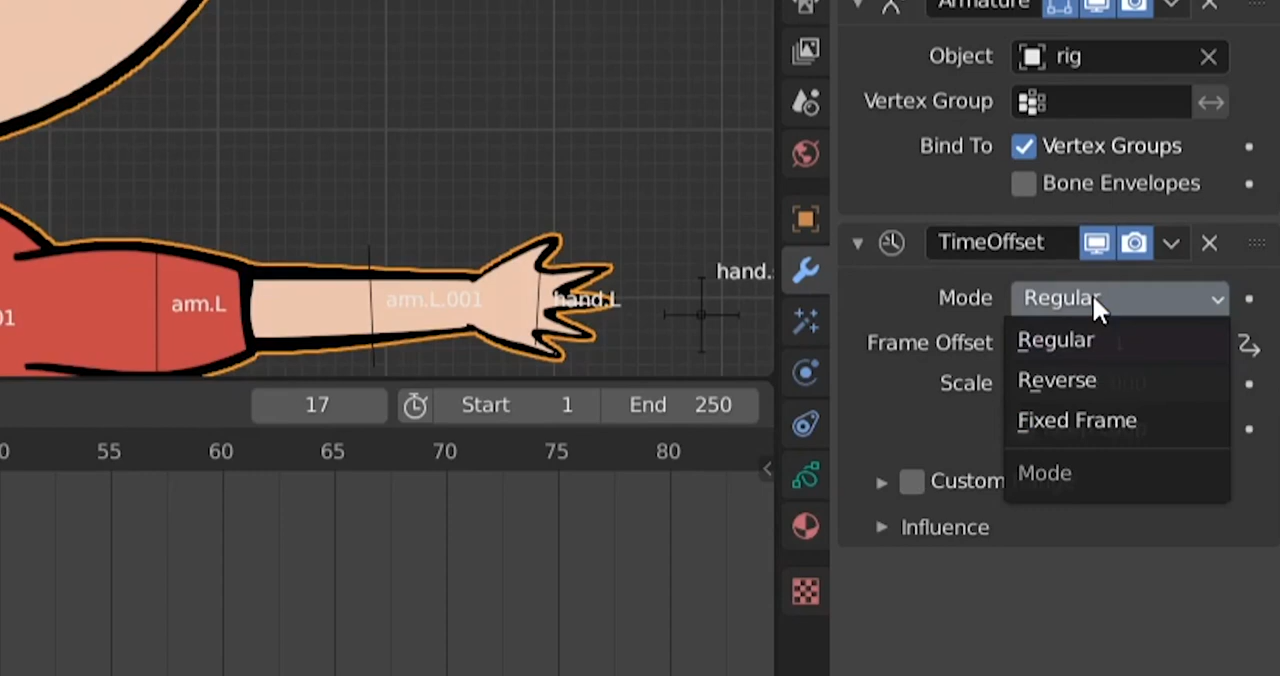 Armature
Object
rig
Vertex Group
Bind To
Vertex Groups
Bone Envelopes
TimeOffset
Mode
Regular
Regular
Reverse
Fixed Frame
Mode
Frame Offset
Scale
Custom
Influence
hand.
arm.L
arm.L.001
hand.L
01
17
Start 1
End 250
0 55 60 65 70 75 80